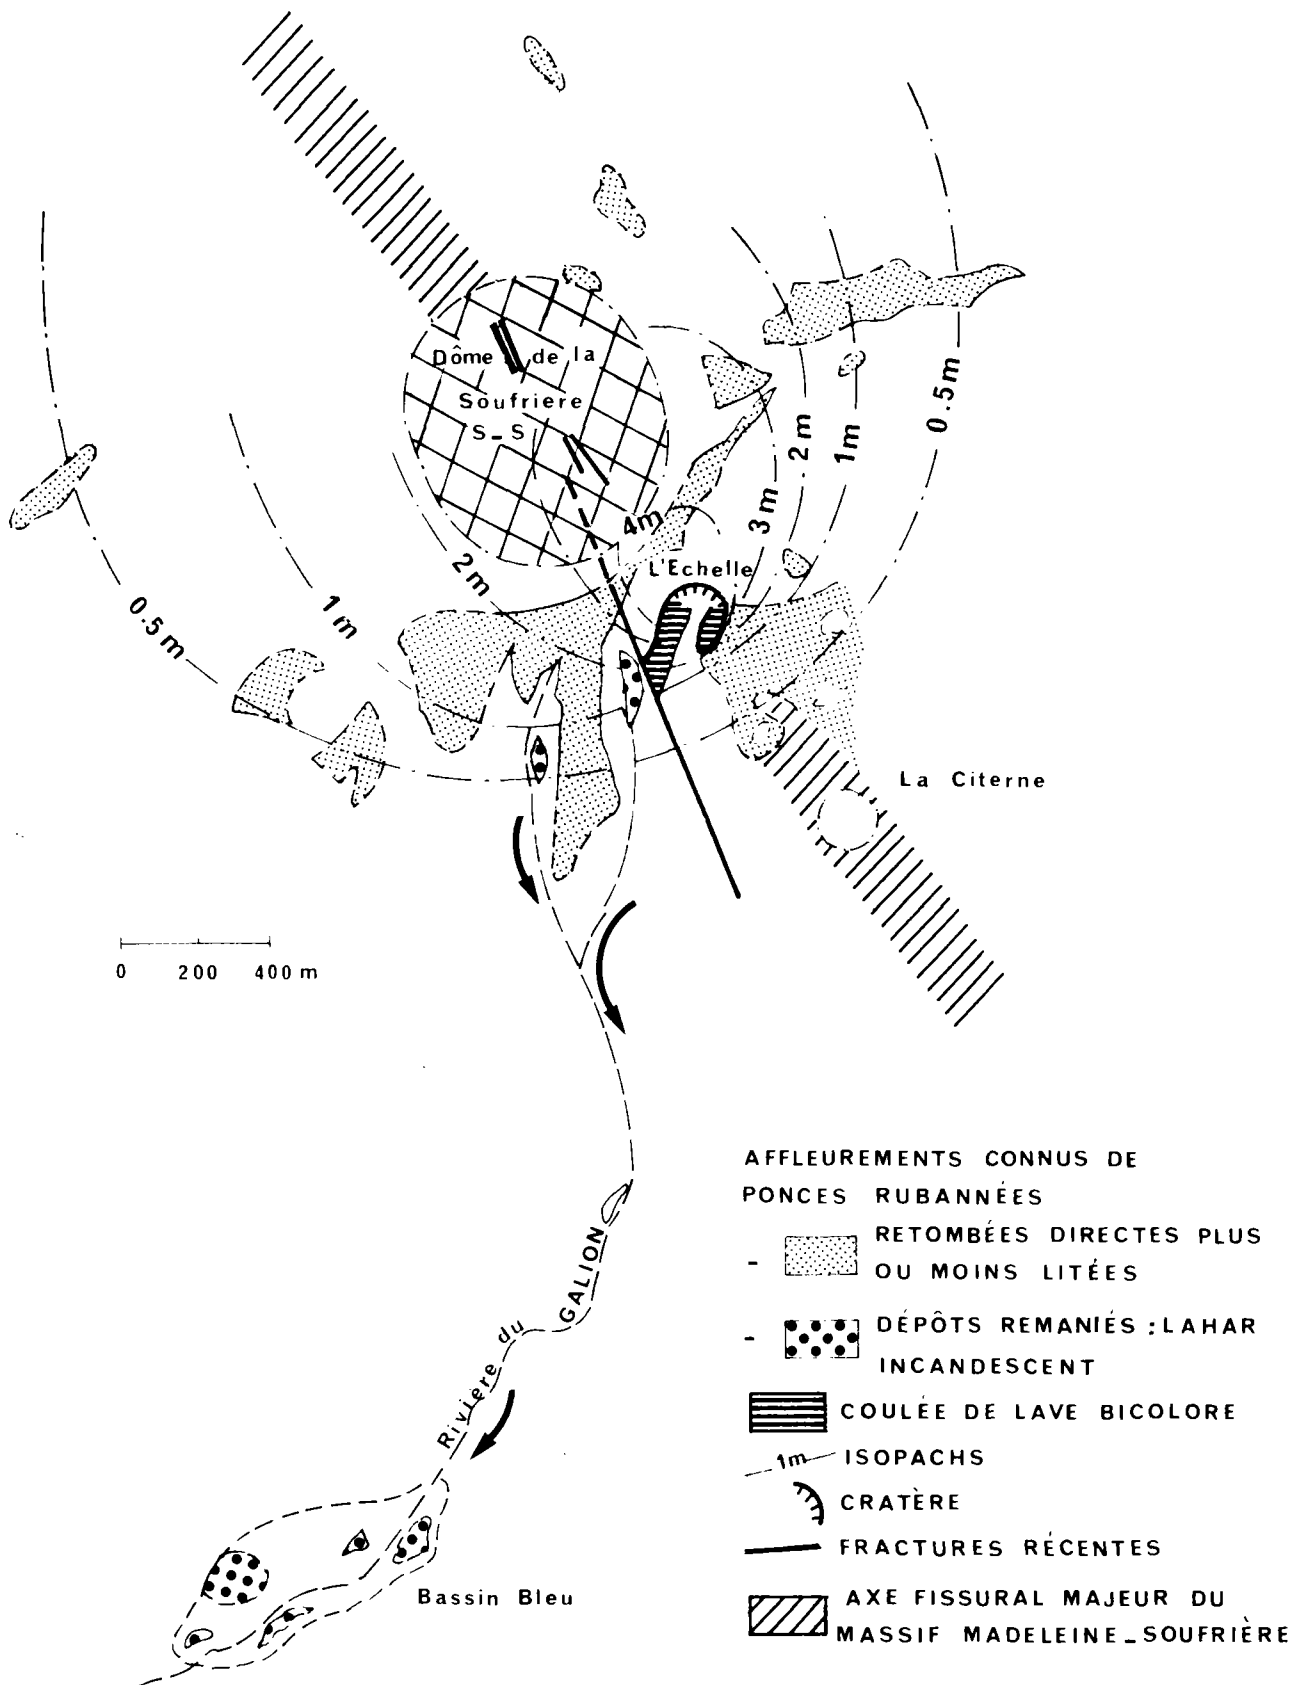 Dôme de la
Soufriere
S-S
0.5m
1m
2m
3m
4m
L'Echelle
2m
1m
0.5m
La Citerne
0 200 400 m
Rivière du GALION
Bassin Bleu
AFFLEUREMENTS CONNUS DE
PONCES RUBANNÉES
- RETOMBÉES DIRECTES PLUS
OU MOINS LITÉES
- DÉPÔTS REMANIÉS : LAHAR
INCANDESCENT
COULÉE DE LAVE BICOLORE
1m ISOPACHS
CRATÈRE
FRACTURES RÉCENTES
AXE FISSURAL MAJEUR DU
MASSIF MADELEINE-SOUFRIÈRE